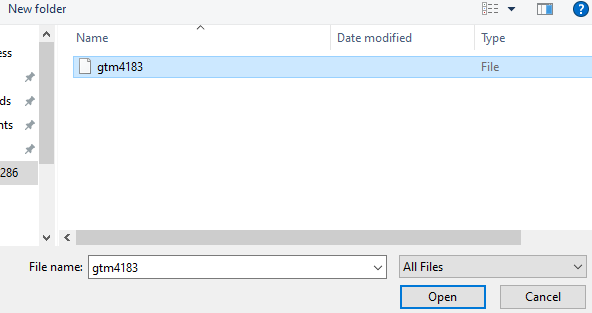 New folder
Name Date modified Type
ess
gtm4183 File
ds
nts
286
File name: gtm4183 All Files
Open Cancel